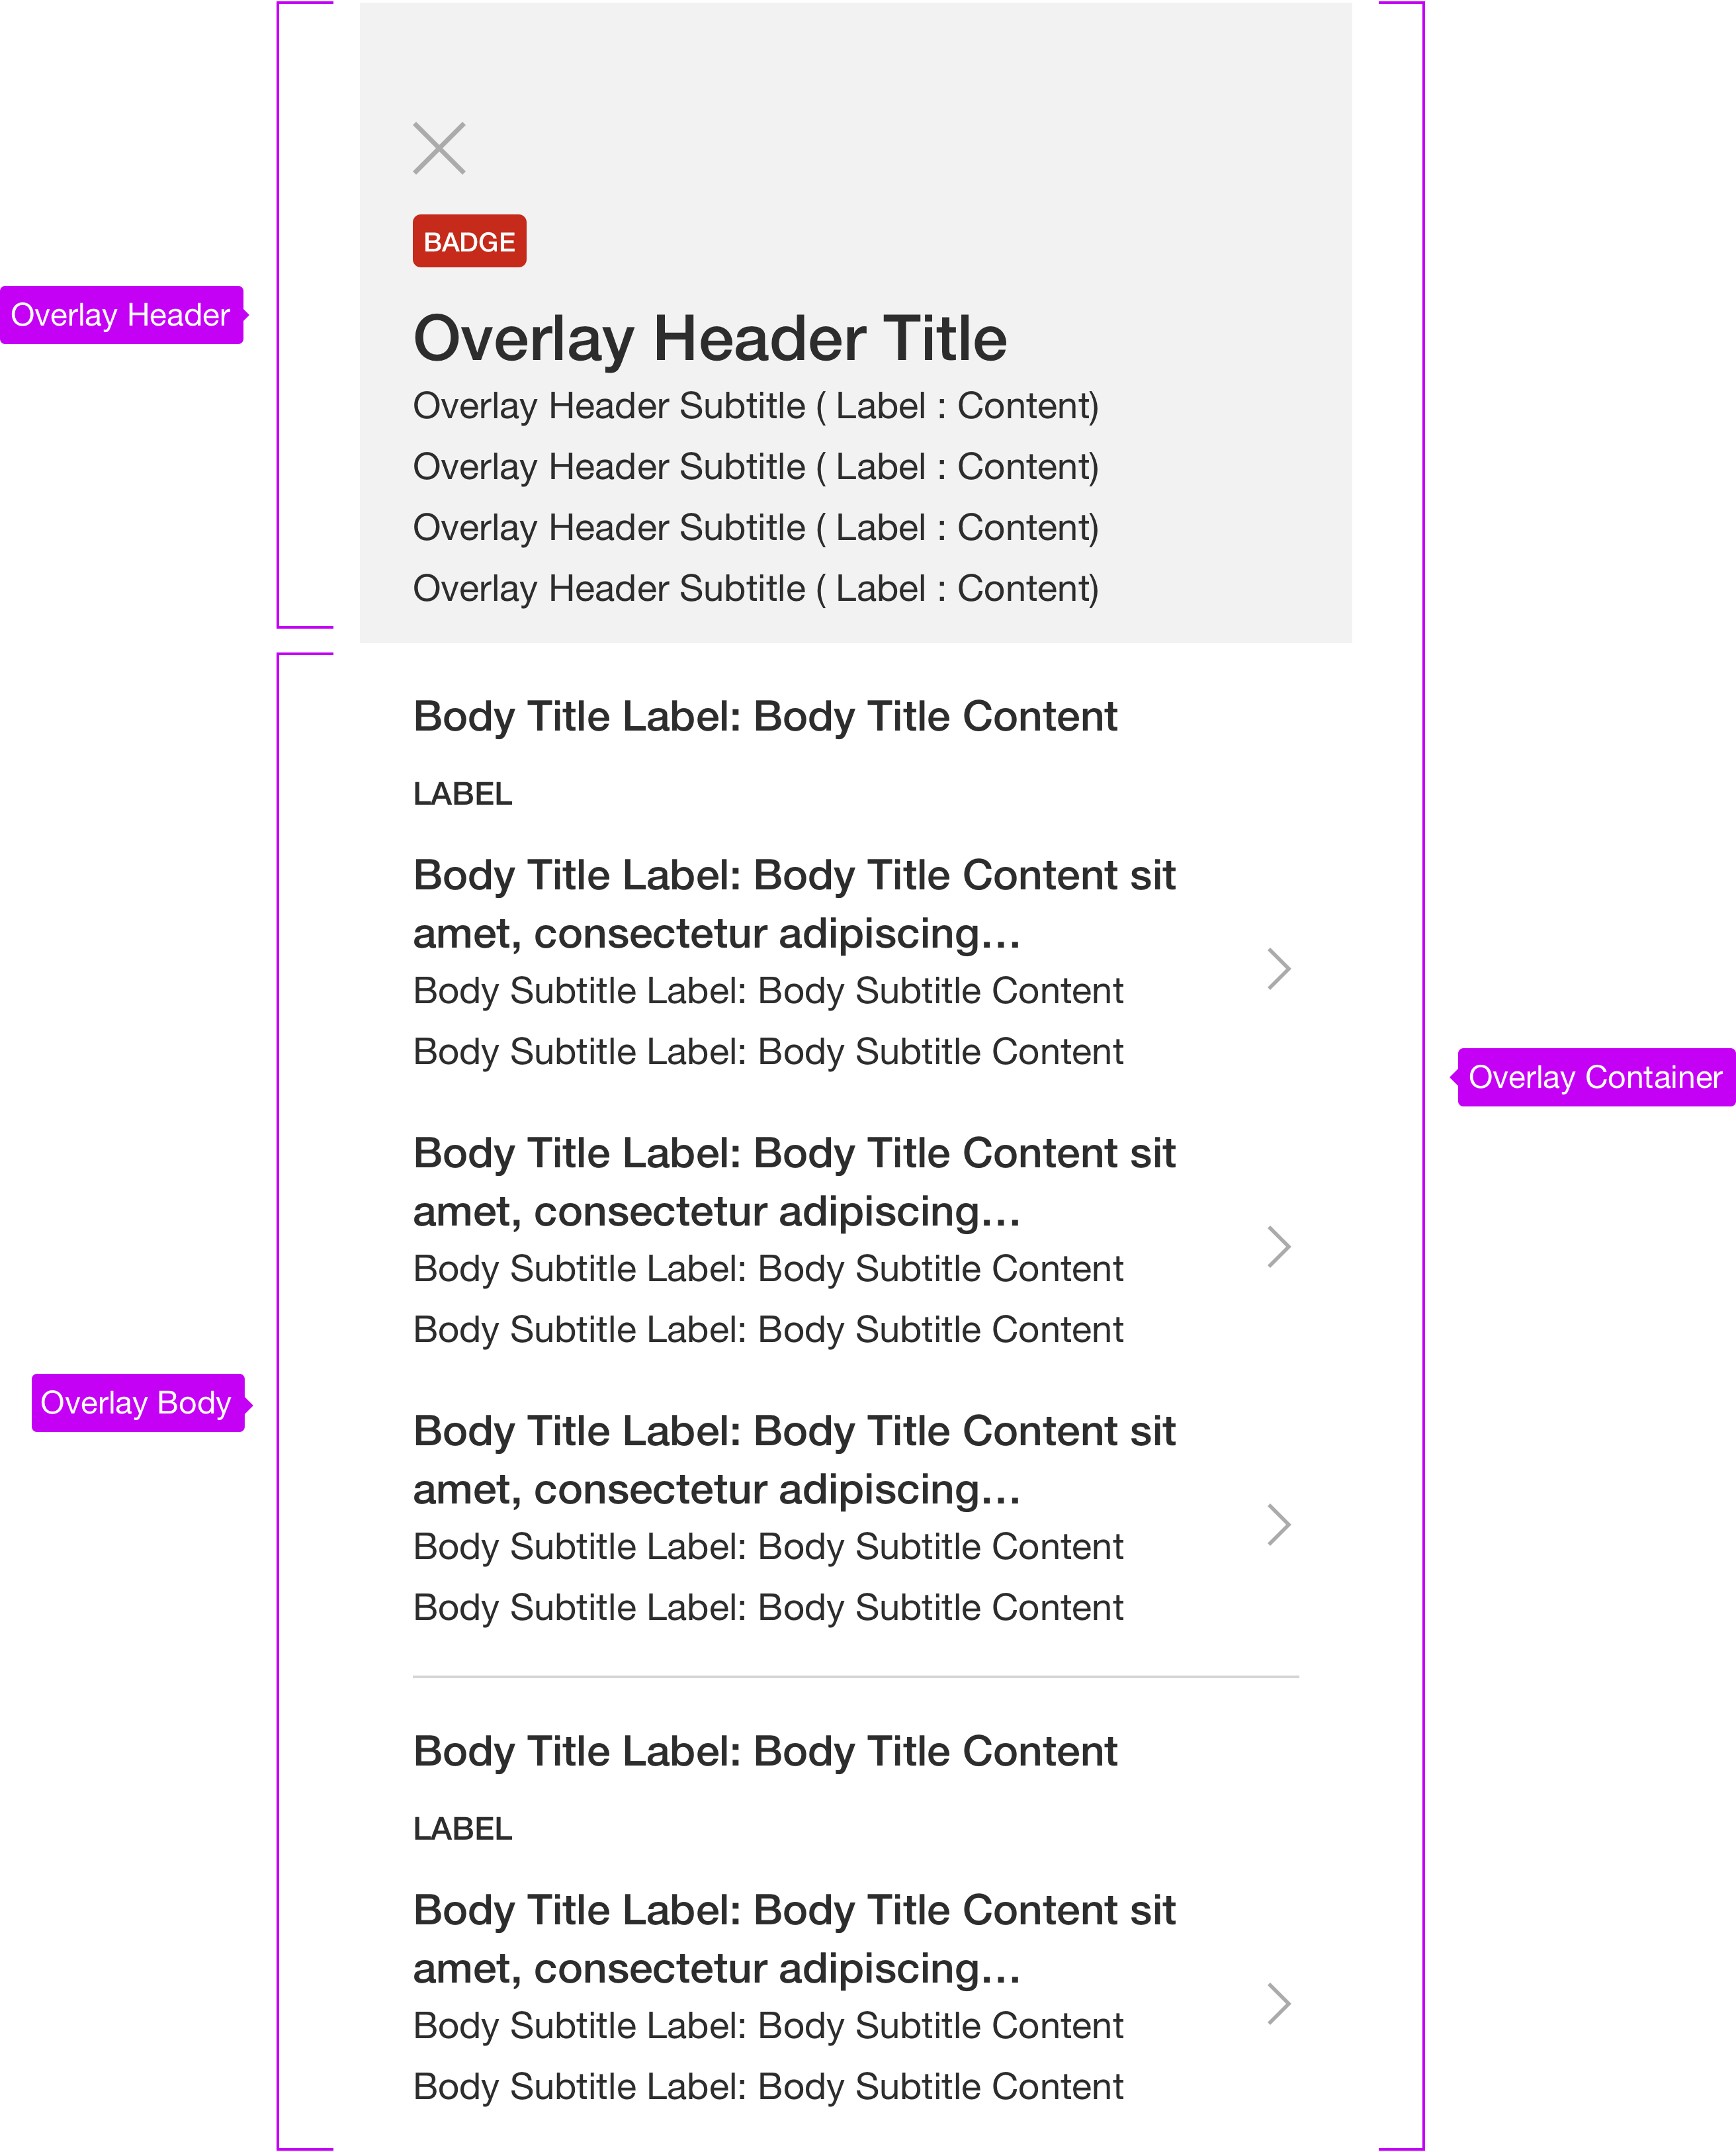 BADGE
Overlay Header
Overlay Header Title
Overlay Header Subtitle ( Label : Content)
Overlay Header Subtitle ( Label : Content)
Overlay Header Subtitle ( Label : Content)
Overlay Header Subtitle ( Label : Content)
Body Title Label: Body Title Content
LABEL
Body Title Label: Body Title Content sit
amet, consectetur adipiscing...
Body Subtitle Label: Body Subtitle Content
Body Subtitle Label: Body Subtitle Content
Overlay Container
Body Title Label: Body Title Content sit
amet, consectetur adipiscing...
Body Subtitle Label: Body Subtitle Content
Body Subtitle Label: Body Subtitle Content
Overlay Body
Body Title Label: Body Title Content sit
amet, consectetur adipiscing...
Body Subtitle Label: Body Subtitle Content
Body Subtitle Label: Body Subtitle Content
Body Title Label: Body Title Content
LABEL
Body Title Label: Body Title Content sit
amet, consectetur adipiscing...
Body Subtitle Label: Body Subtitle Content
Body Subtitle Label: Body Subtitle Content